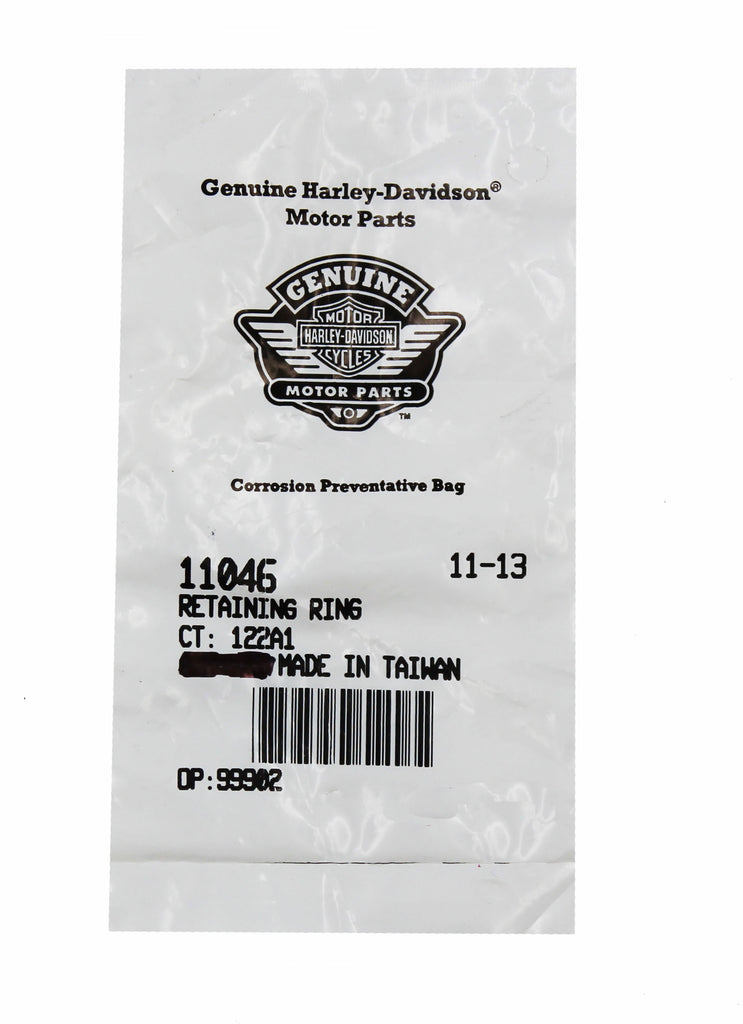 Genuine Harley-Davidson®
Motor Parts
GENUINE
MOTOR
HARLEY-DAVIDSON
CYCLES
MOTOR PARTS
TM
Corrosion Preventative Bag
11046 11-13
RETAINING RING
CT: 122A1
MADE IN TAIWAN
OP:99902